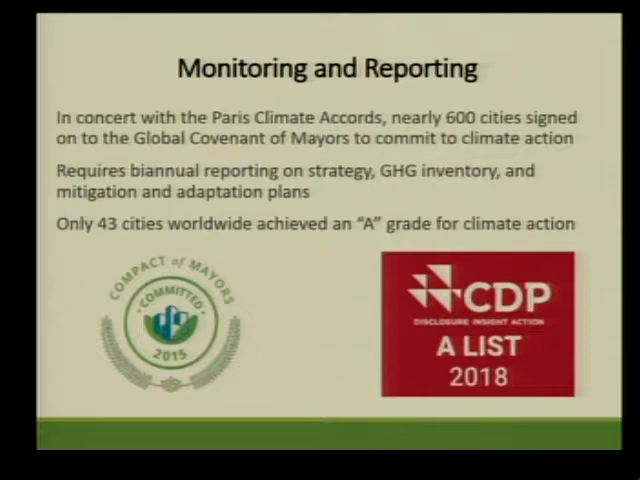 Monitoring and Reporting
In concert with the Paris Climate Accords, nearly 600 cities signed
on to the Global Covenant of Mayors to commit to climate action
Requires biannual reporting on strategy, GHG inventory, and
mitigation and adaptation plans
Only 43 cities worldwide achieved an “A” grade for climate action
COMPACT of MAYORS
COMMITTED
2015
CDP
DISCLOSURE INSIGHT ACTION
A LIST
2018